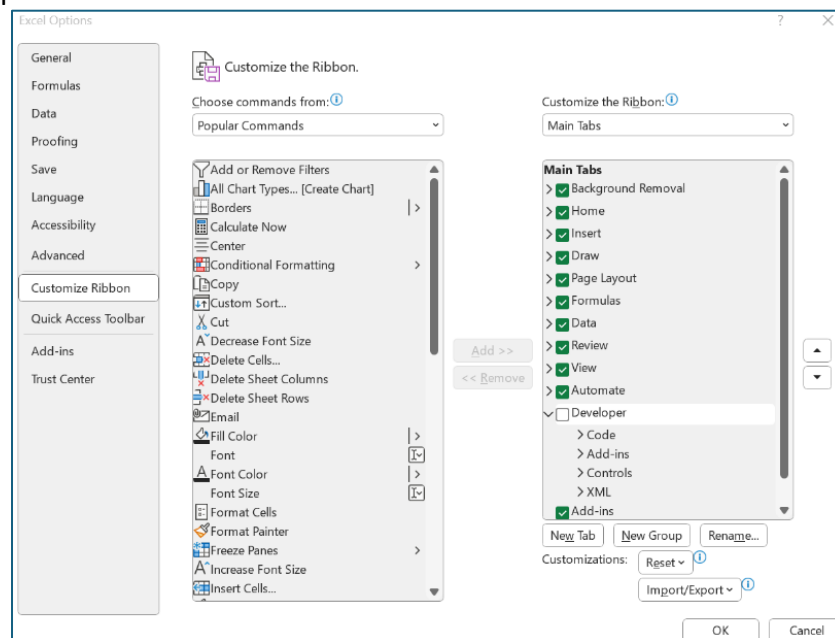 Excel Options
General
Formulas
Data
Proofing
Save
Language
Accessibility
Advanced
Customize Ribbon
Quick Access Toolbar
Add-ins
Trust Center
Customize the Ribbon.
Choose commands from:
Popular Commands
Add or Remove Filters
All Chart Types... [Create Chart]
Borders
Calculate Now
Center
Conditional Formatting
Copy
Custom Sort...
Cut
Decrease Font Size
Delete Cells...
Delete Sheet Columns
Delete Sheet Rows
Email
Fill Color
Font
Font Color
Font Size
Format Cells
Format Painter
Freeze Panes
Increase Font Size
Insert Cells...
Add >>
<< Remove
Customize the Ribbon:
Main Tabs
Main Tabs
Background Removal
Home
Insert
Draw
Page Layout
Formulas
Data
Review
View
Automate
Developer
Code
Add-ins
Controls
XML
Add-ins
New Tab
New Group
Rename...
Customizations:
Reset
Import/Export
OK
Cancel